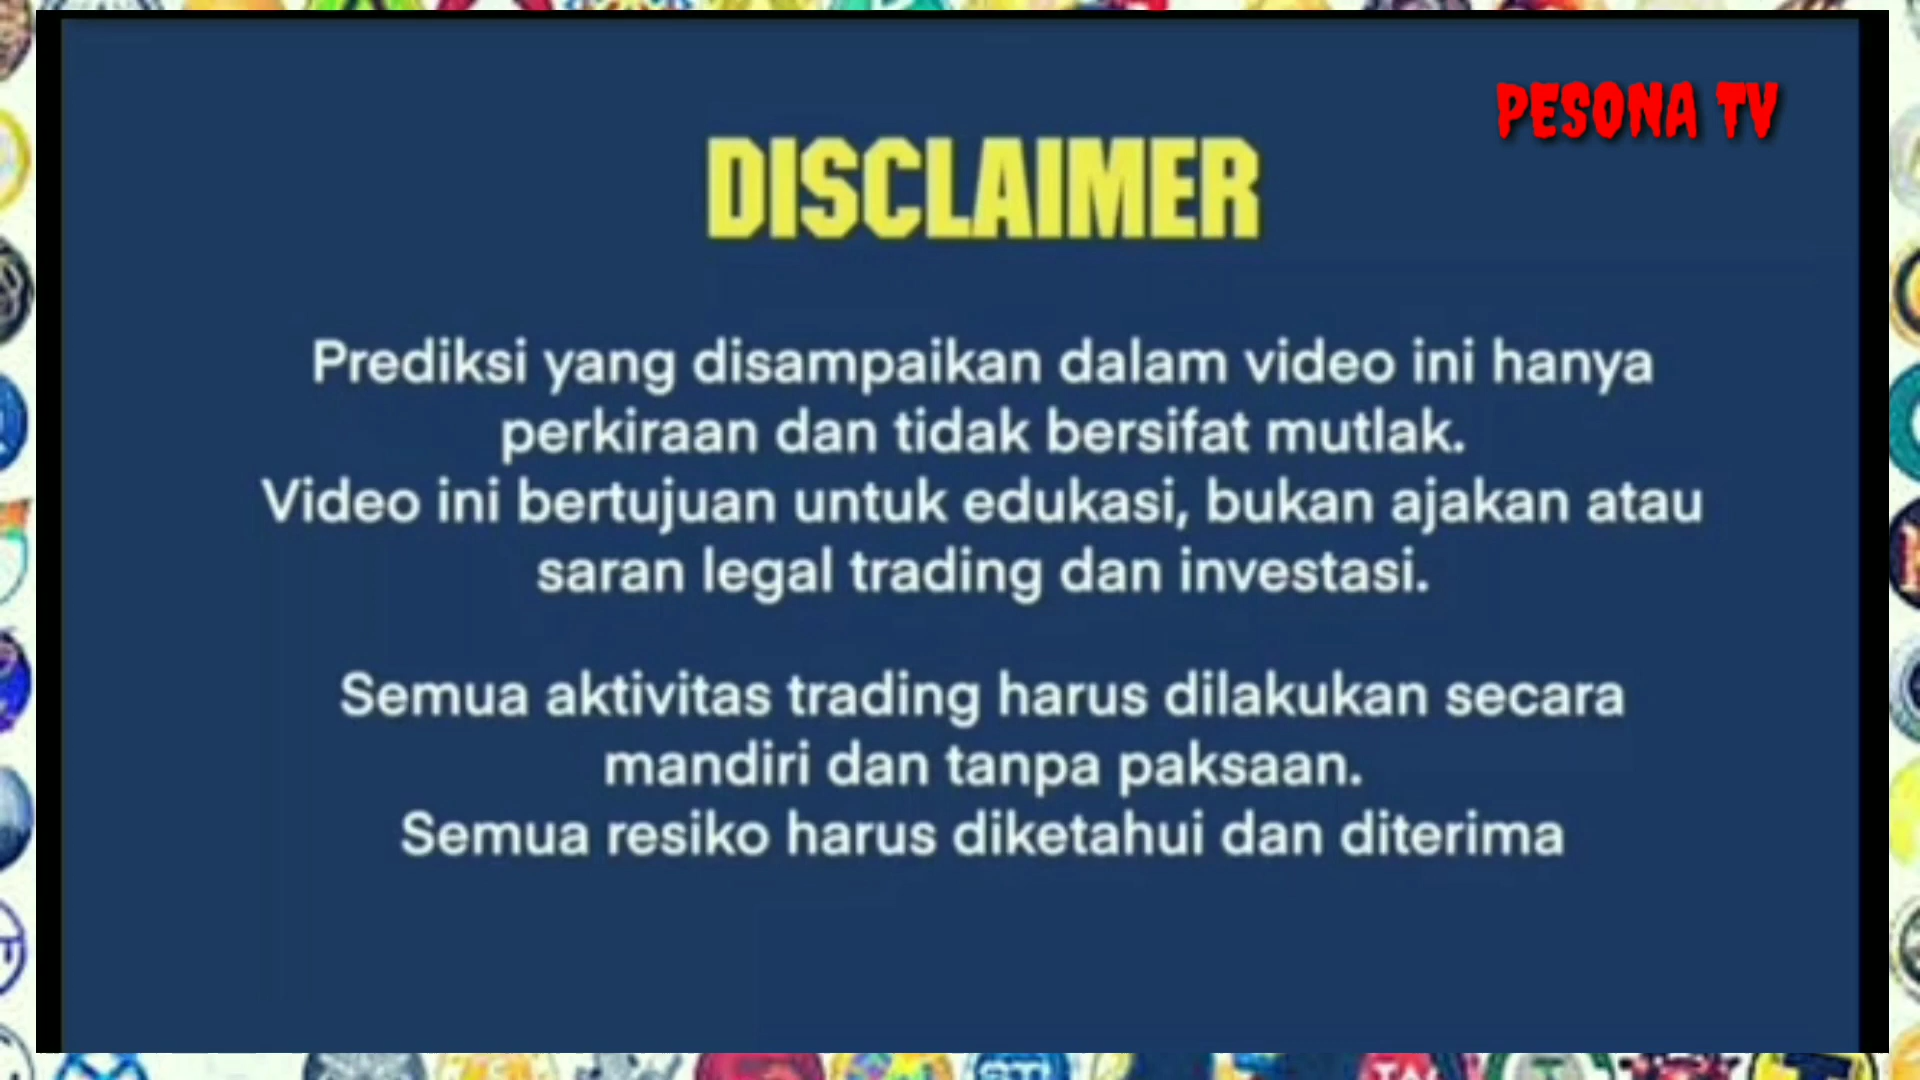 PESONA TV
DISCLAIMER
Prediksi yang disampaikan dalam video ini hanya
perkiraan dan tidak bersifat mutlak.
Video ini bertujuan untuk edukasi, bukan ajakan atau
saran legal trading dan investasi.
Semua aktivitas trading harus dilakukan secara
mandiri dan tanpa paksaan.
Semua resiko harus diketahui dan diterima